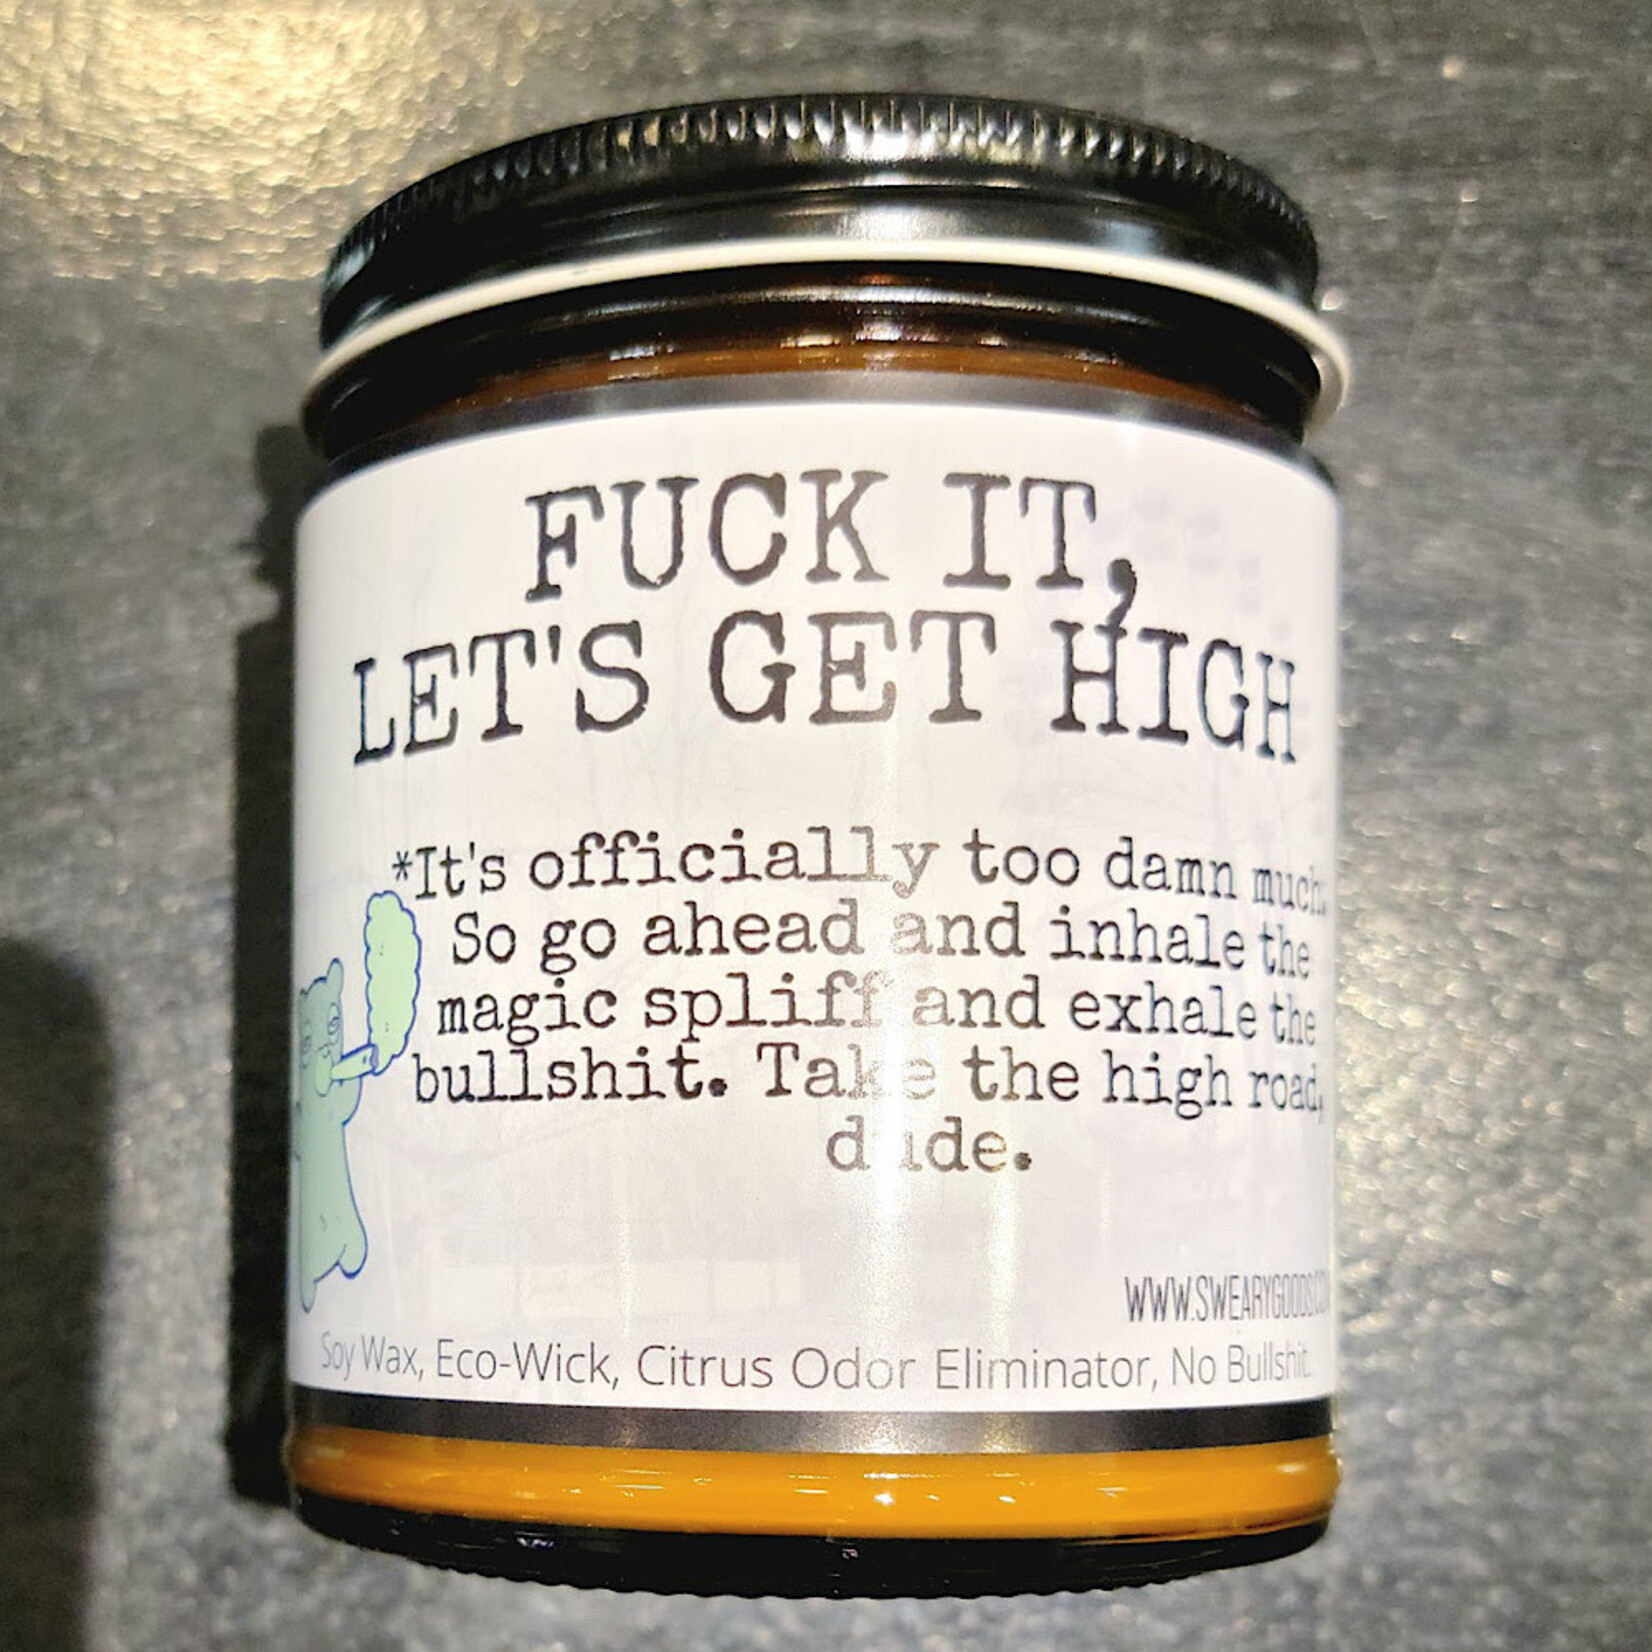 FUCK IT,
LET'S GET HIGH
*It's officially too damn much.
So go ahead and inhale the
magic spliff and exhale the
bullshit. Take the high road,
dude.
WWW.SWEARYGOODS.CO
Soy Wax, Eco-Wick, Citrus Odor Eliminator, No Bullshit.